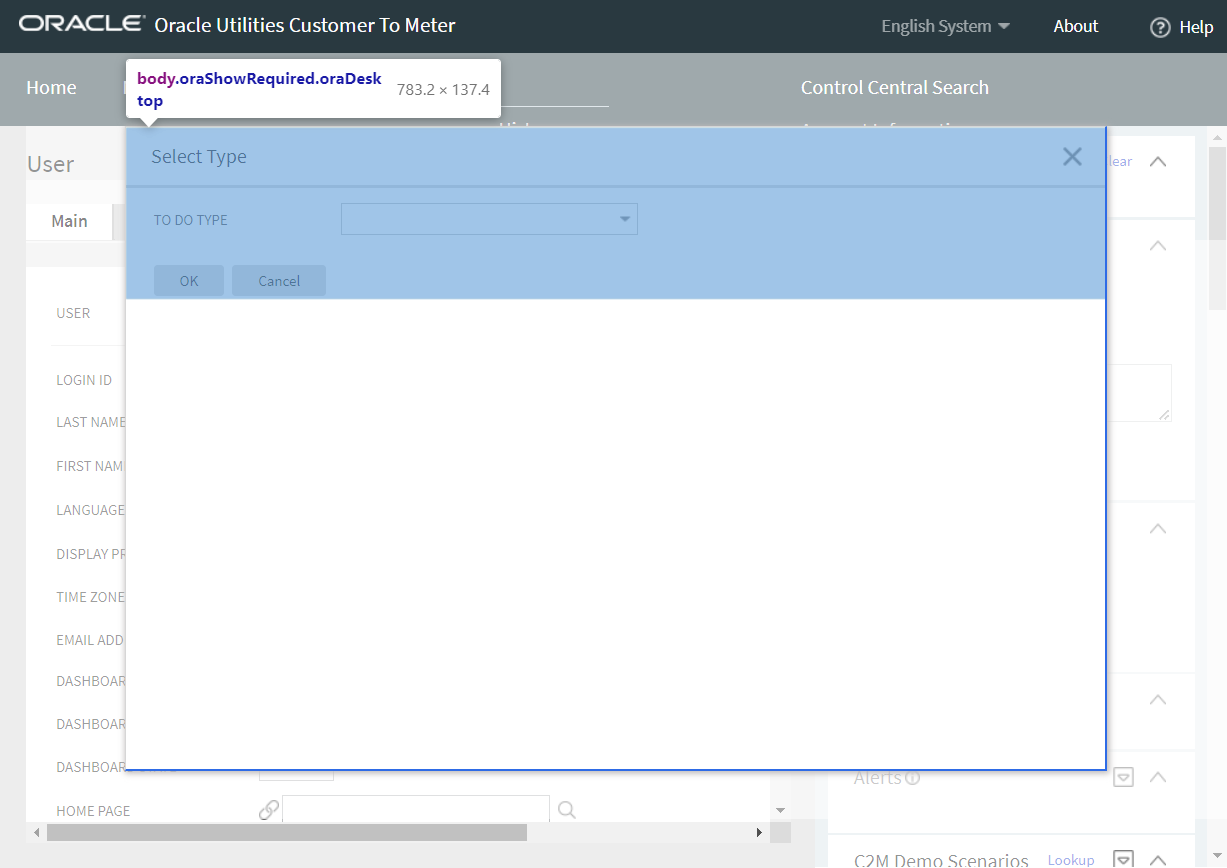 ORACLE Oracle Utilities Customer To Meter
English System
About
Help
Home
body.oraShowRequired.oraDesk
top
783.2 × 137.4
Control Central Search
User
Select Type
lear
Main
TO DO TYPE
OK
Cancel
USER
LOGIN ID
LAST NAME
FIRST NAM
LANGUAGE
DISPLAY PR
TIME ZONE
EMAIL ADD
DASHBOAR
DASHBOAR
DASHBOAR
Alerts
HOME PAGE
C2M Demo Scenarios
Lookup